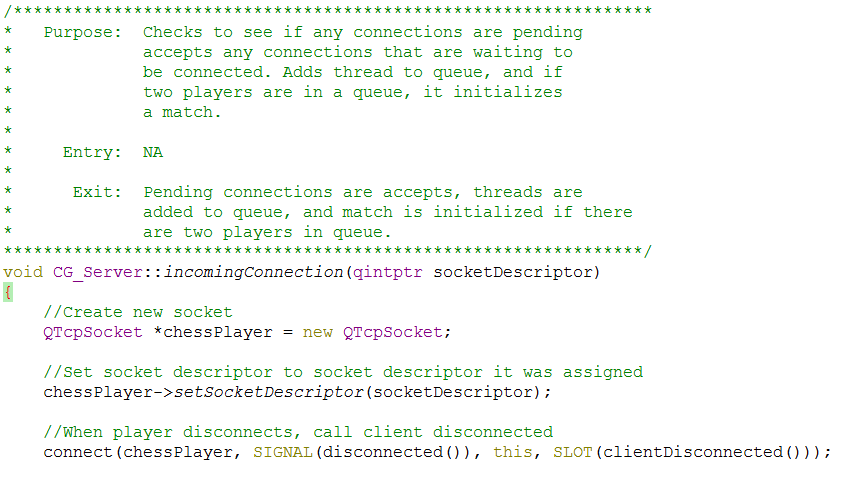 /****************************************************************
*   Purpose:  Checks to see if any connections are pending
*             accepts any connections that are waiting to
*             be connected. Adds thread to queue, and if
*             two players are in a queue, it initializes
*             a match.
*
*     Entry:  NA
*
*      Exit:  Pending connections are accepts, threads are
*             added to queue, and match is initialized if there
*             are two players in queue.
****************************************************************/
void CG_Server::incomingConnection(qintptr socketDescriptor)
{
    //Create new socket
    QTcpSocket *chessPlayer = new QTcpSocket;
    //Set socket descriptor to socket descriptor it was assigned
    chessPlayer->setSocketDescriptor(socketDescriptor);
    //When player disconnects, call client disconnected
    connect(chessPlayer, SIGNAL(disconnected()), this, SLOT(clientDisconnected()));